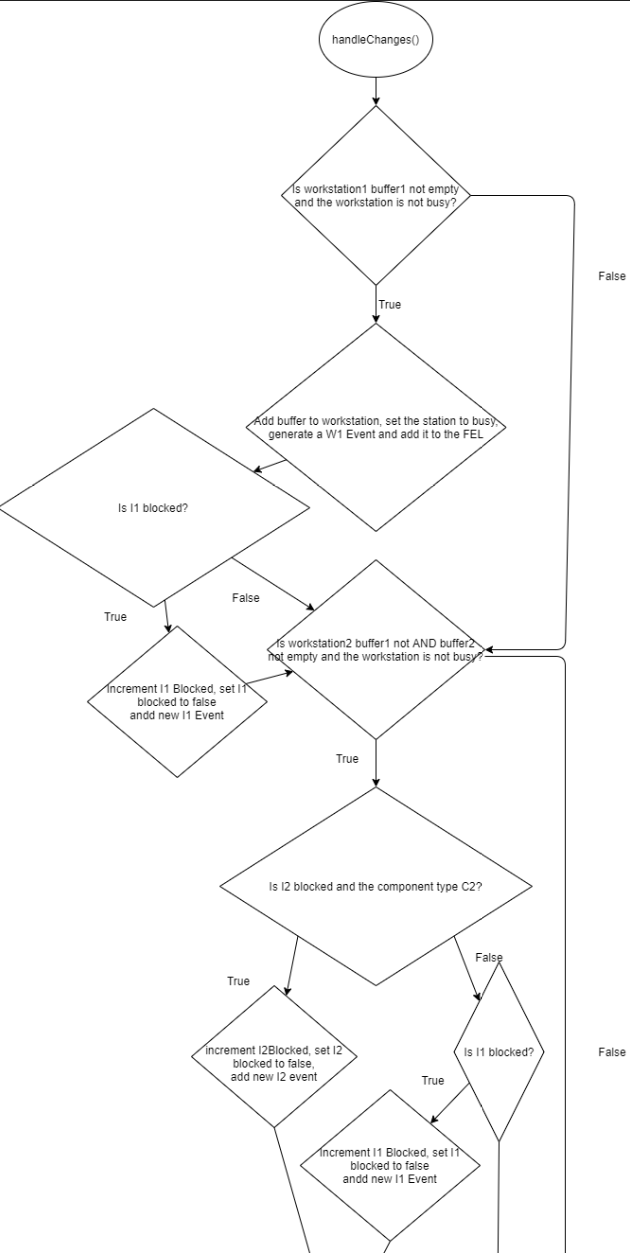 handleChanges()
Is workstation1 buffer1 not empty
and the workstation is not busy?
False
True
Add buffer to workstation, set the station to busy,
generate a W1 Event and add it to the FEL
Is I1 blocked?
False
True
Is workstation2 buffer1 not AND buffer2
not empty and the workstation is not busy?
Increment I1 Blocked, set I1
blocked to false
andd new I1 Event
True
Is I2 blocked and the component type C2?
False
True
increment I2Blocked, set I2
blocked to false,
add new I2 event
Is I1 blocked?
False
True
Increment I1 Blocked, set I1
blocked to false
andd new I1 Event